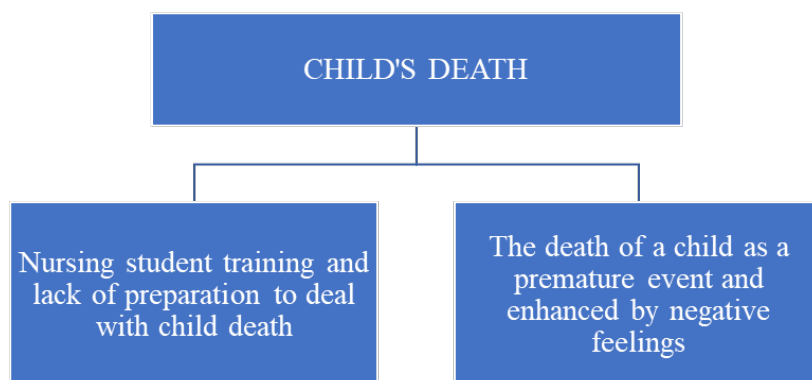 CHILD'S DEATH
Nursing student training and
lack of preparation to deal
with child death
The death of a child as a
premature event and
enhanced by negative
feelings